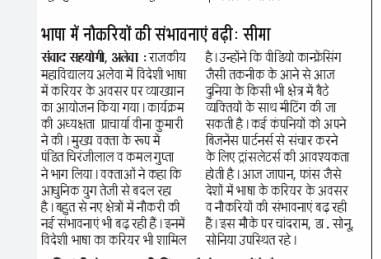 भाषा में नौकरियों की संभावनाएं बढ़ी: सीमा
संवाद सहयोगी, अलेवा : राजकीय
महाविद्यालय अलेवा में विदेशी भाषा
में करियर के अवसर पर व्याख्यान
का आयोजन किया गया। कार्यक्रम
की अध्यक्षता प्राचार्या वीना कुमारी
ने की। मुख्य वक्ता के रूप में
पंडित चिरंजीलाल व कमल गुप्ता
ने भाग लिया। वक्ताओं ने कहा कि
आधुनिक युग तेजी से बदल रहा
है। बहुत से नए क्षेत्रों में नौकरी की
नई संभावनाएं भी बढ़ रही है। इनमें
विदेशी भाषा का करियर भी शामिल
है। उन्होंने कि वीडियो कान्फ्रेंसिंग
जैसी तकनीक के आने से आज
दुनिया के किसी भी क्षेत्र में बैठे
व्यक्तियों के साथ मीटिंग की जा
सकती है। कई कंपनियों को अपने
बिजनेस पार्टनर्स से संचार करने
के लिए ट्रांसलेटर्स की आवश्यकता
होती है। आज जापान, फांस जैसे
देशों में भाषा के करियर के अवसर
व नौकरियों की संभावनाएं बढ़ रही
है। इस मौके पर चांदराम, डा. सोनू,
सोनिया उपस्थित रहे।